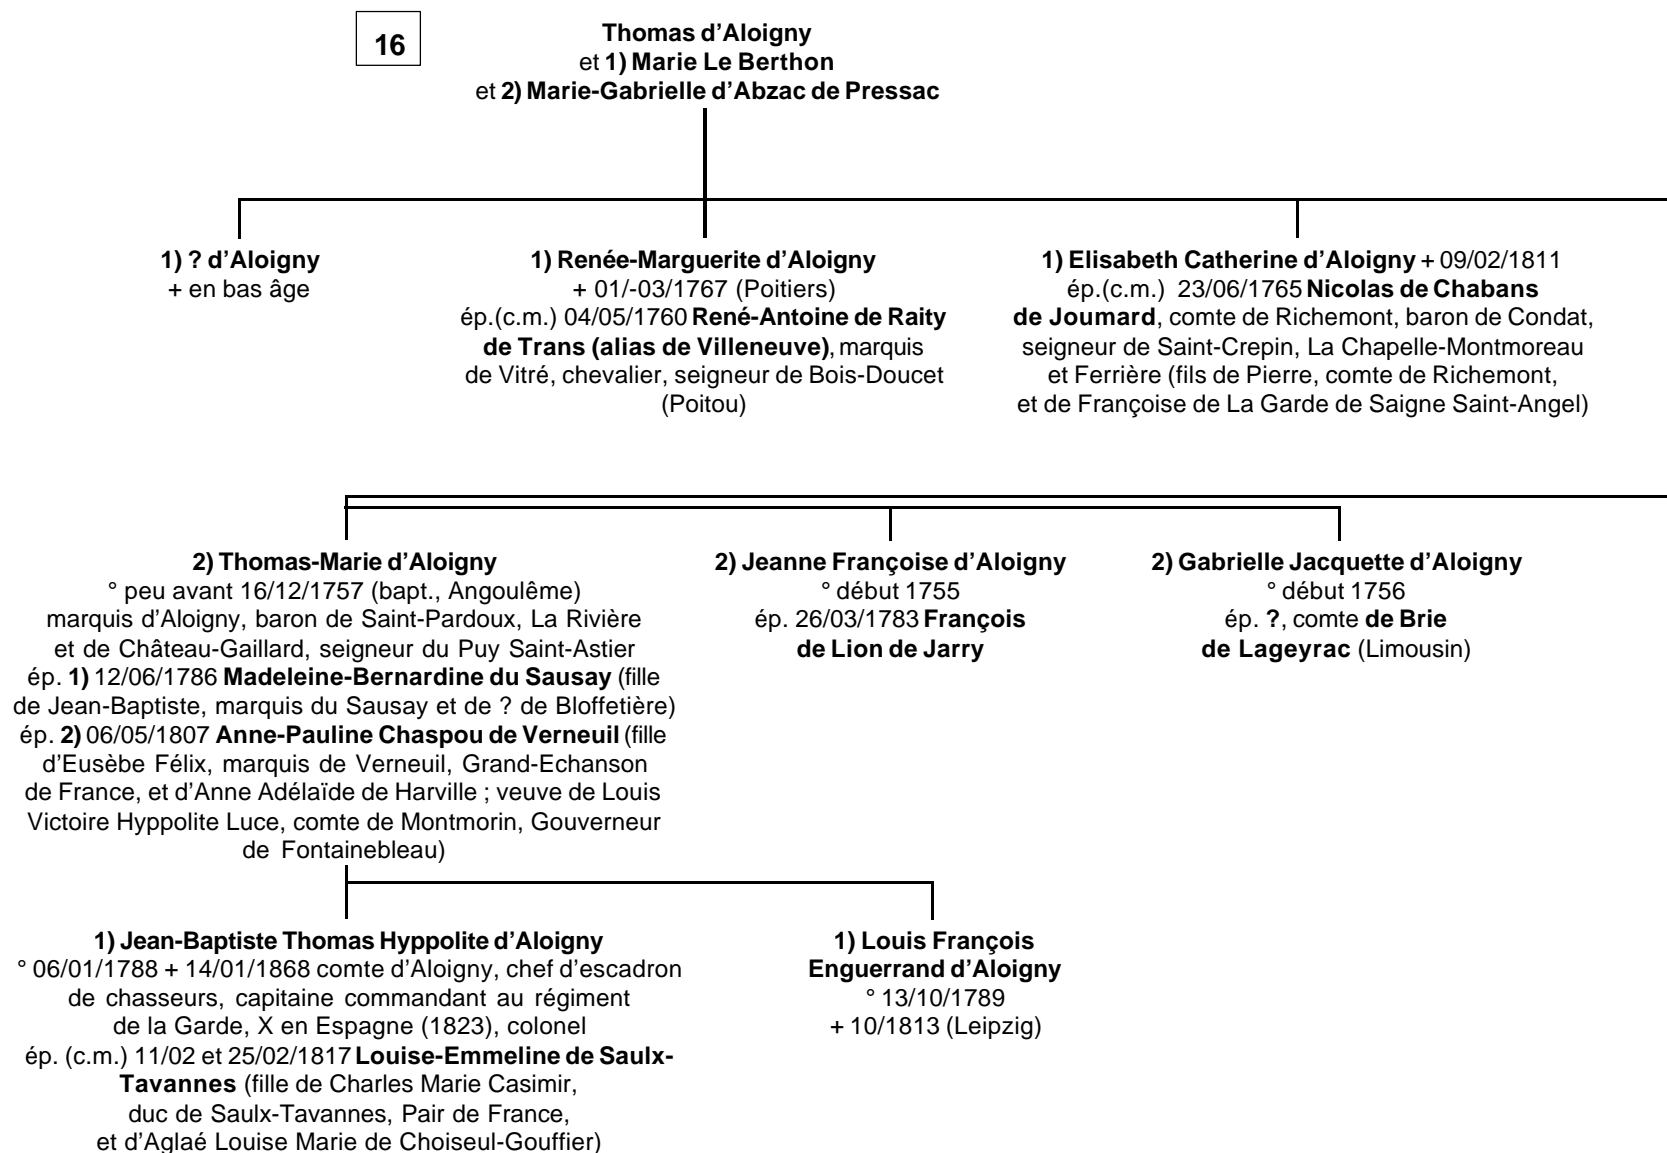 16
Thomas d’Aloigny
et 1) Marie Le Berthon
et 2) Marie-Gabrielle d’Abzac de Pressac
1) ? d’Aloigny
+ en bas âge
1) Renée-Marguerite d’Aloigny
+ 01/-03/1767 (Poitiers)
ép.(c.m.) 04/05/1760 René-Antoine de Raity
de Trans (alias de Villeneuve), marquis
de Vitré, chevalier, seigneur de Bois-Doucet
(Poitou)
1) Elisabeth Catherine d’Aloigny + 09/02/1811
ép.(c.m.) 23/06/1765 Nicolas de Chabans
de Joumard, comte de Richemont, baron de Condat,
seigneur de Saint-Crepin, La Chapelle-Montmoreau
et Ferrière (fils de Pierre, comte de Richemont,
et de Françoise de La Garde de Saigne Saint-Angel)
2) Thomas-Marie d’Aloigny
° peu avant 16/12/1757 (bapt., Angoulême)
marquis d’Aloigny, baron de Saint-Pardoux, La Rivière
et de Château-Gaillard, seigneur du Puy Saint-Astier
ép. 1) 12/06/1786 Madeleine-Bernardine du Sausay (fille
de Jean-Baptiste, marquis du Sausay et de ? de Bloffetière)
ép. 2) 06/05/1807 Anne-Pauline Chaspou de Verneuil (fille
d’Eusèbe Félix, marquis de Verneuil, Grand-Echanson
de France, et d’Anne Adélaïde de Harville ; veuve de Louis
Victoire Hyppolite Luce, comte de Montmorin, Gouverneur
de Fontainebleau)
2) Jeanne Françoise d’Aloigny
° début 1755
ép. 26/03/1783 François
de Lion de Jarry
2) Gabrielle Jacquette d’Aloigny
° début 1756
ép. ?, comte de Brie
de Lageyrac (Limousin)
1) Jean-Baptiste Thomas Hyppolite d’Aloigny
° 06/01/1788 + 14/01/1868 comte d’Aloigny, chef d’escadron
de chasseurs, capitaine commandant au régiment
de la Garde, X en Espagne (1823), colonel
ép. (c.m.) 11/02 et 25/02/1817 Louise-Emmeline de Saulx-
Tavannes (fille de Charles Marie Casimir,
duc de Saulx-Tavannes, Pair de France,
et d’Aglaé Louise Marie de Choiseul-Gouffier)
1) Louis François
Enguerrand d’Aloigny
° 13/10/1789
+ 10/1813 (Leipzig)